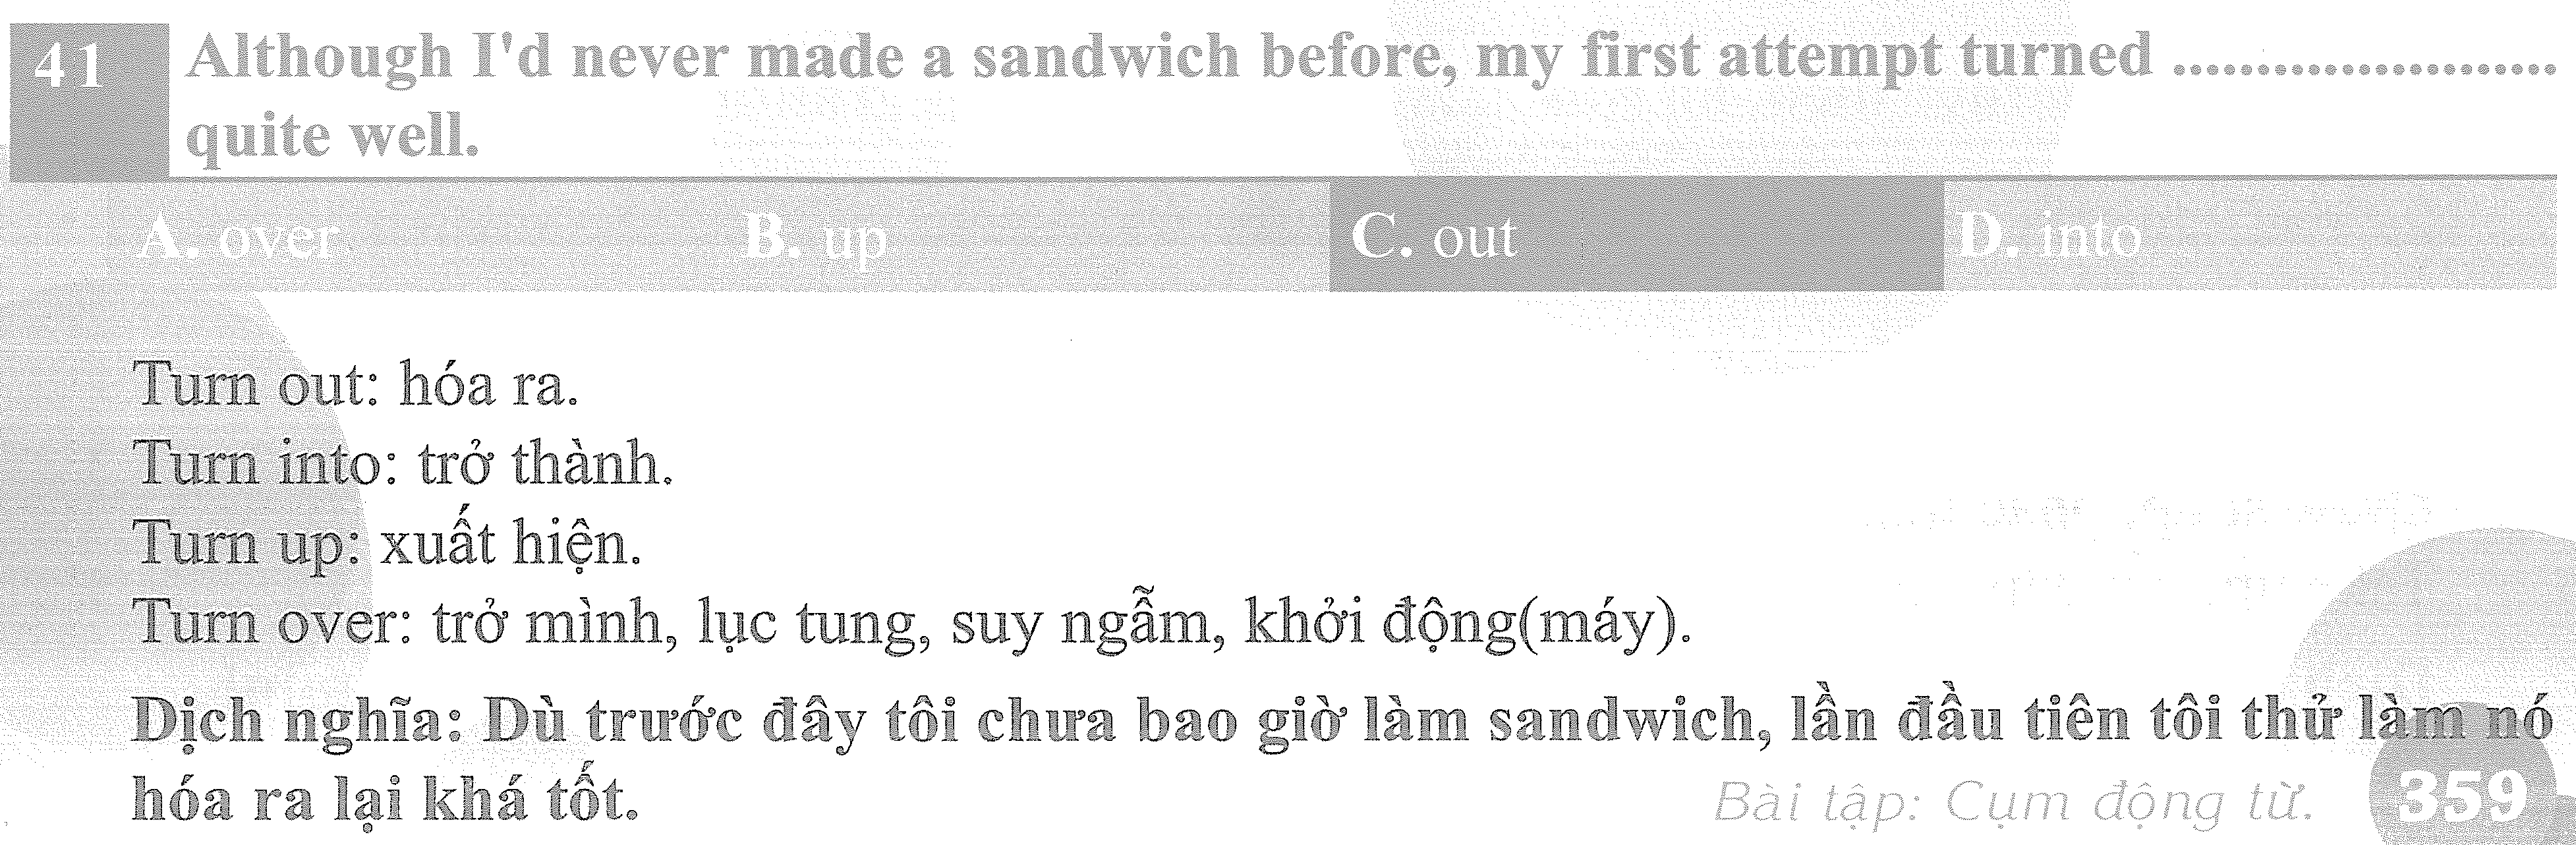 41 Although I'd never made a sandwich before, my first attempt turned ........................
quite well.
A. over B. up C. out D. into
Turn out: hóa ra.
Turn into: trở thành.
Turn up: xuất hiện.
Turn over: trở mình, lục tung, suy ngẫm, khởi động(máy).
Dịch nghĩa: Dù trước đây tôi chưa bao giờ làm sandwich, lần đầu tiên tôi thử làm nó
hóa ra lại khá tốt.
Bài tập: Cụm động từ. 359